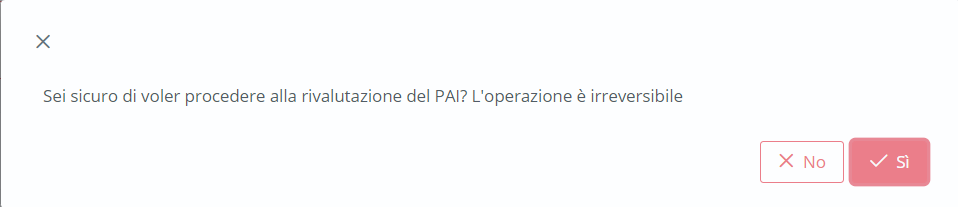 Sei sicuro di voler procedere alla rivalutazione del PAI? L'operazione è irreversibile
No
Sì